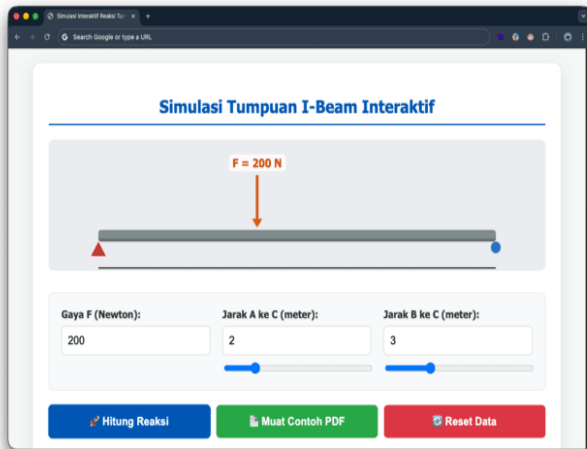 Simulasi Interaktif Reaksi Tur
Search Google or type a URL
Simulasi Tumpuan I-Beam Interaktif
F = 200 N
Gaya F (Newton):
Jarak A ke C (meter):
Jarak B ke C (meter):
200
2
3
🚀 Hitung Reaksi
📄 Muat Contoh PDF
🔄 Reset Data